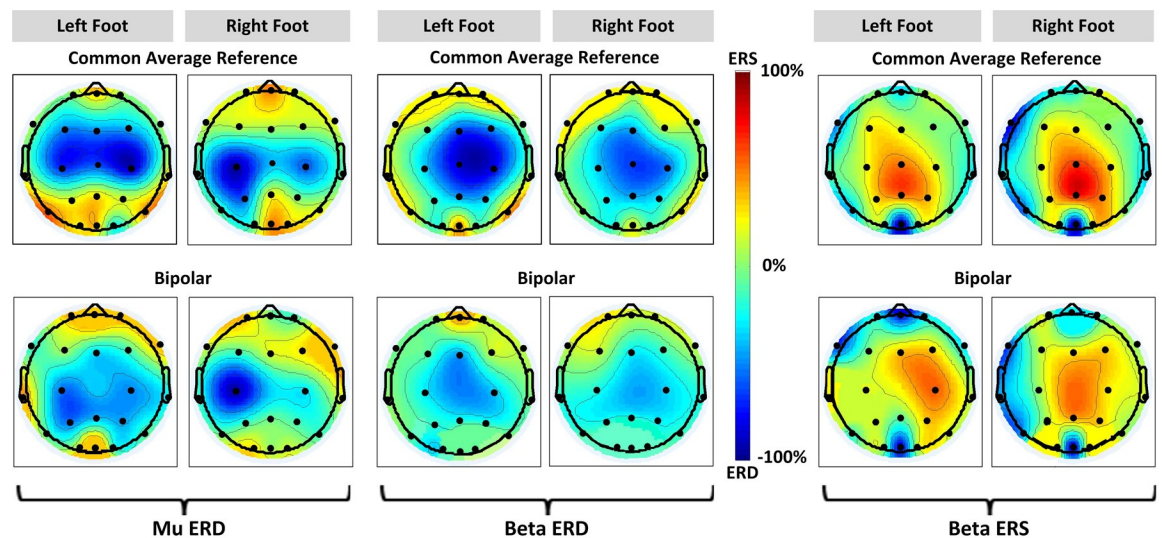 Left Foot Right Foot Left Foot Right Foot Left Foot Right Foot
Common Average Reference Common Average Reference ERS Common Average Reference
100%
0%
Bipolar Bipolar Bipolar
-100%
ERD
Mu ERD Beta ERD Beta ERS